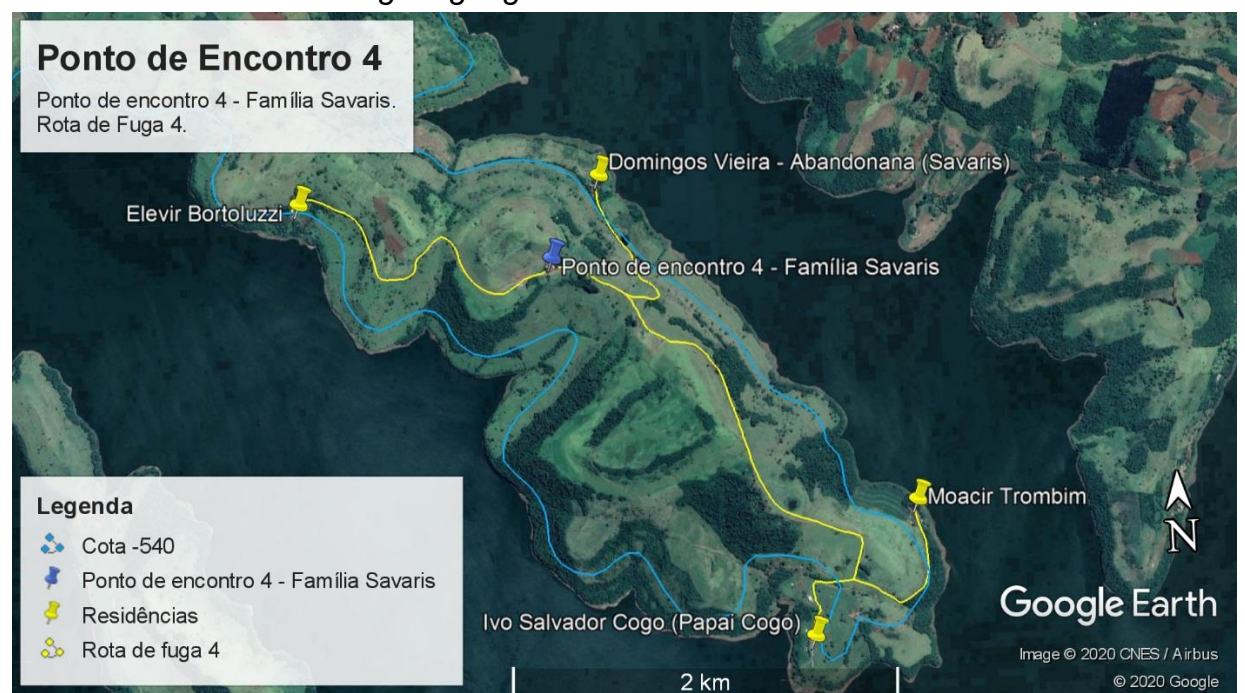 Ponto de Encontro 4
Ponto de encontro 4 - Família Savaris.
Rota de Fuga 4.
Domingos Vieira - Abandonana (Savaris)
Elevir Bortoluzzi
Ponto de encontro 4 - Família Savaris
Moacir Trombim
Ivo Salvador Cogo (Papai Cogo)
Legenda
Cota -540
Ponto de encontro 4 - Família Savaris
Residências
Rota de fuga 4
N
Google Earth
Image © 2020 CNES / Airbus
© 2020 Google
2 km